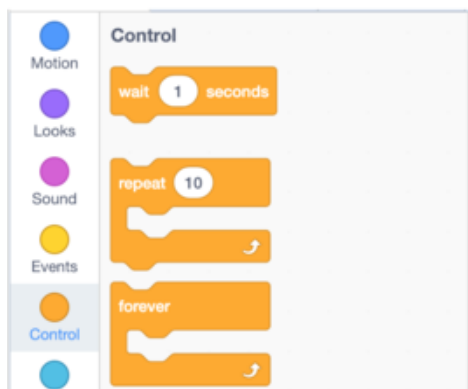 Control
Motion
wait 1 seconds
Looks
repeat 10
Sound
Events
forever
Control